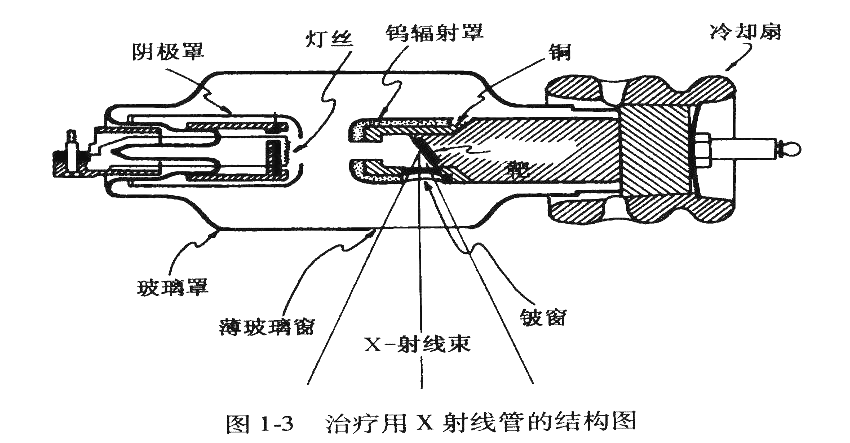 冷却扇
阴极罩
灯丝
钨辐射罩
铜
靶
玻璃罩
薄玻璃窗
铍窗
X-射线束
图 1-3 治疗用 X 射线管的结构图